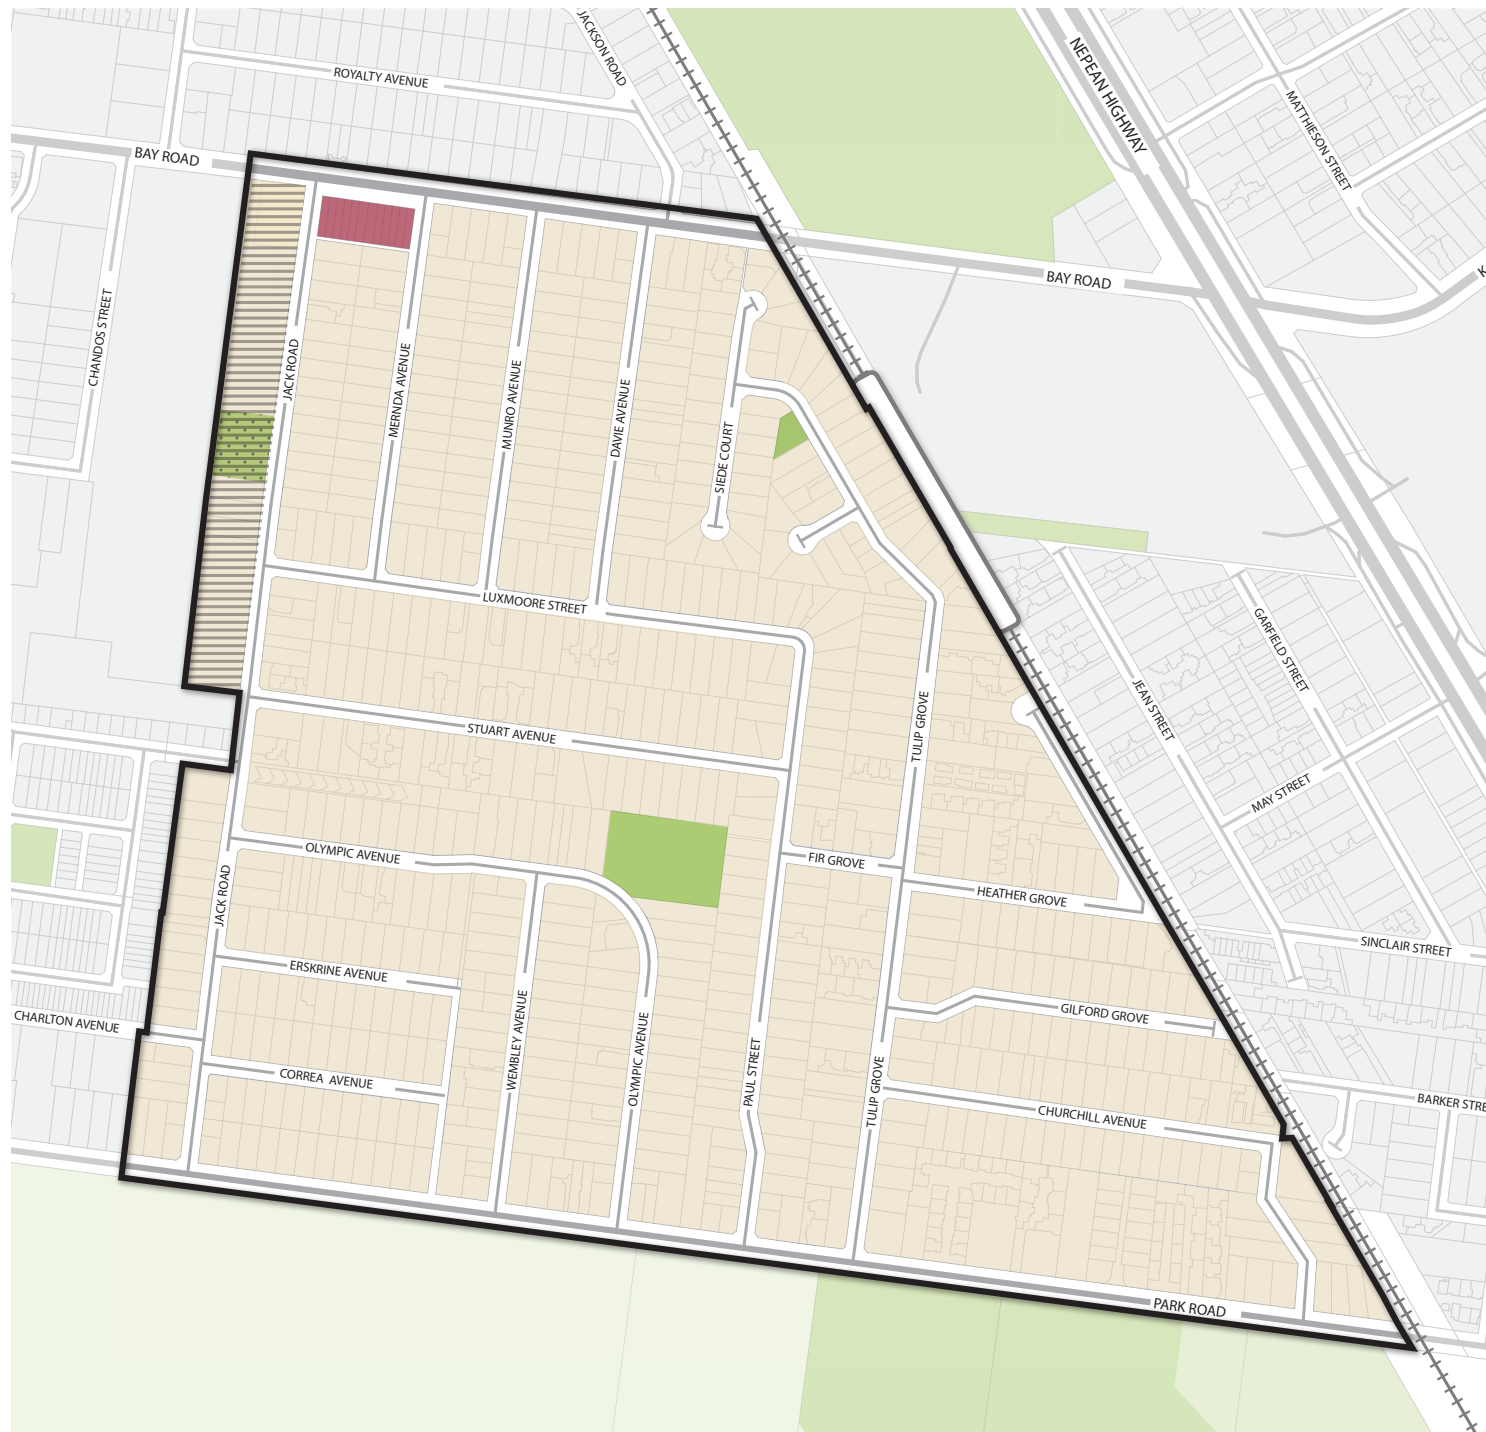 JACKSON ROAD
NEPEAN HIGHWAY
ROYALTY AVENUE
MATTHIESON STREET
BAY ROAD
BAY ROAD
K
CHANDOS STREET
JACK ROAD
MERNDA AVENUE
MUNRO AVENUE
DAVIE AVENUE
SIEDE COURT
LUXMOORE STREET
GARFIELD STREET
JEAN STREET
TULIP GROVE
STUART AVENUE
MAY STREET
OLYMPIC AVENUE
FIR GROVE
HEATHER GROVE
JACK ROAD
SINCLAIR STREET
ERSKINE AVENUE
GILFORD GROVE
CHARLTON AVENUE
WEMBLEY AVENUE
OLYMPIC AVENUE
PAUL STREET
TULIP GROVE
CORREA AVENUE
BARKER STRE
CHURCHILL AVENUE
PARK ROAD